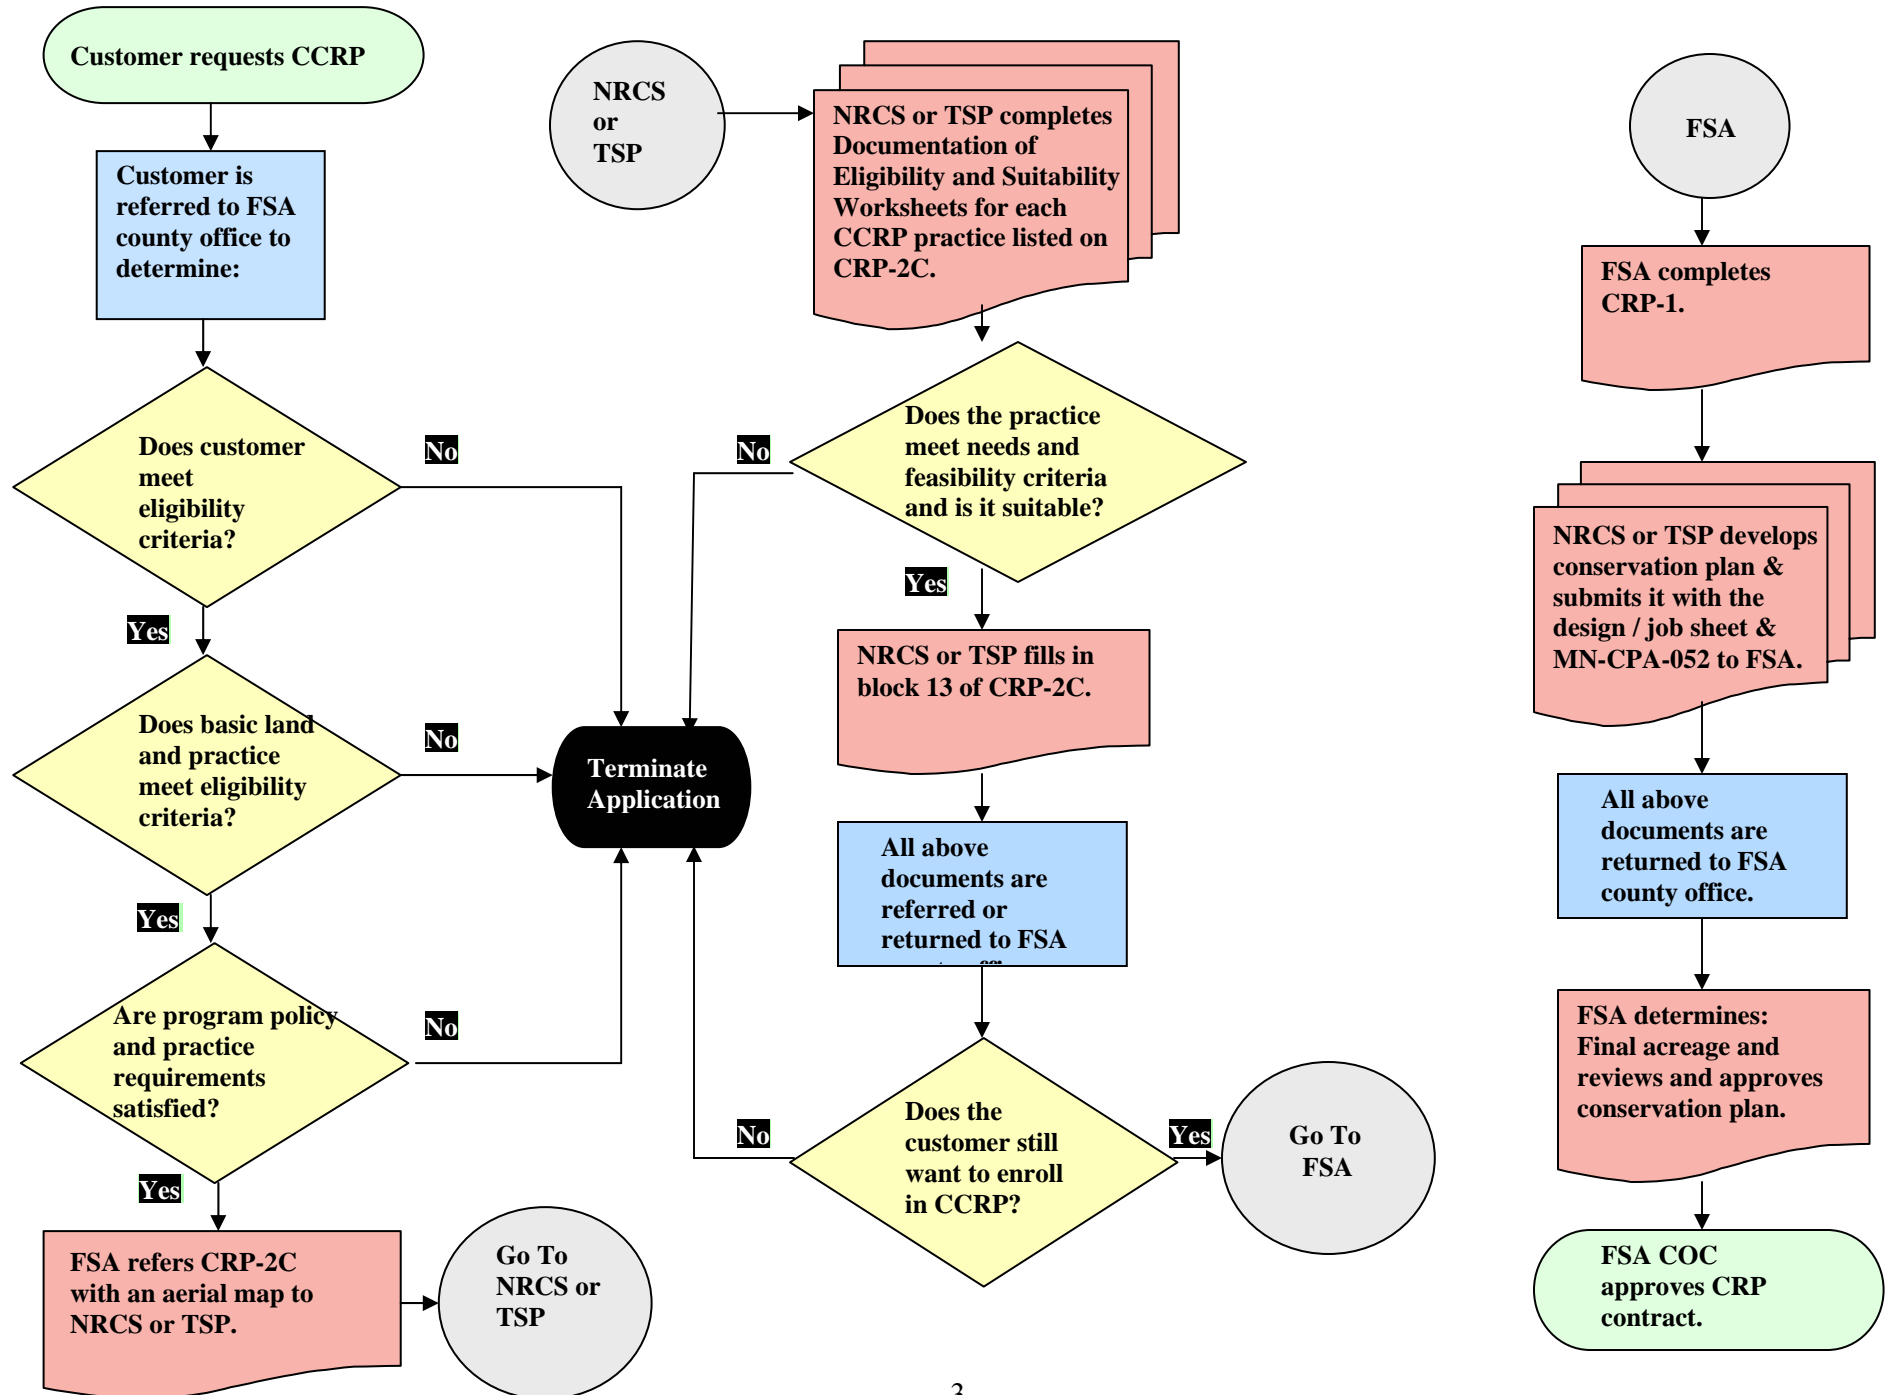 Customer requests CCRP
Customer is
referred to FSA
county office to
determine:
Does customer
meet
eligibility
criteria?
No
Yes
Does basic land
and practice
meet eligibility
criteria?
No
Yes
Are program policy
and practice
requirements
satisfied?
No
Yes
FSA refers CRP-2C
with an aerial map to
NRCS or TSP.
Go To
NRCS or
TSP
Terminate
Application
NRCS
or
TSP
NRCS or TSP completes
Documentation of
Eligibility and Suitability
Worksheets for each
CCRP practice listed on
CRP-2C.
Does the practice
meet needs and
feasibility criteria
and is it suitable?
No
Yes
NRCS or TSP fills in
block 13 of CRP-2C.
All above
documents are
referred or
returned to FSA
Does the
customer still
want to enroll
in CCRP?
No
Yes
Go To
FSA
FSA
FSA completes
CRP-1.
NRCS or TSP develops
conservation plan &
submits it with the
design / job sheet &
MN-CPA-052 to FSA.
All above
documents are
returned to FSA
county office.
FSA determines:
Final acreage and
reviews and approves
conservation plan.
FSA COC
approves CRP
contract.
3